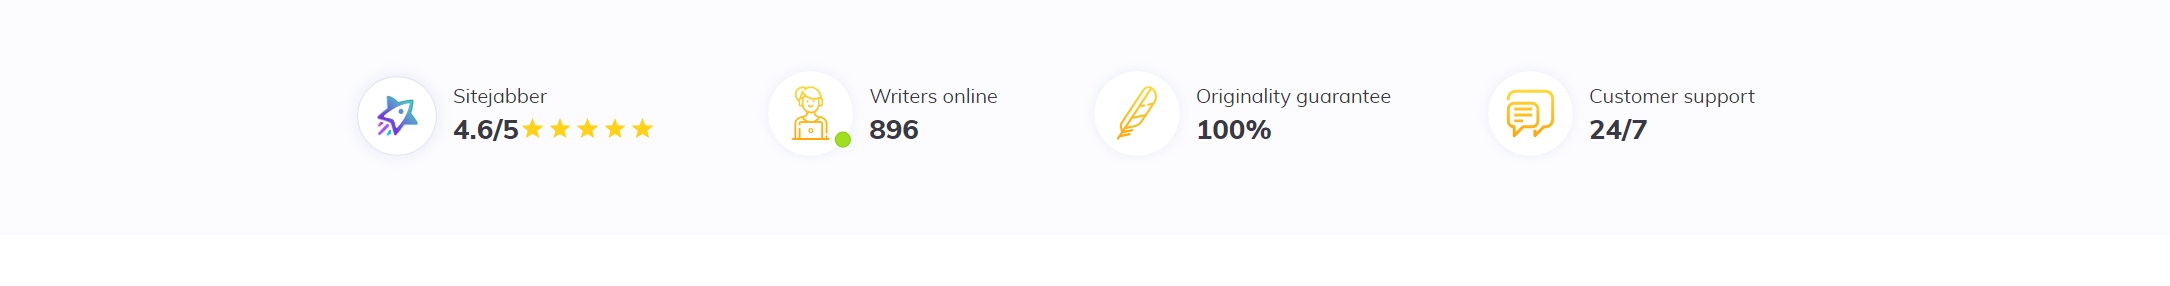 Sitejabber
4.6/5
Writers online
896
Originality guarantee
100%
Customer support
24/7